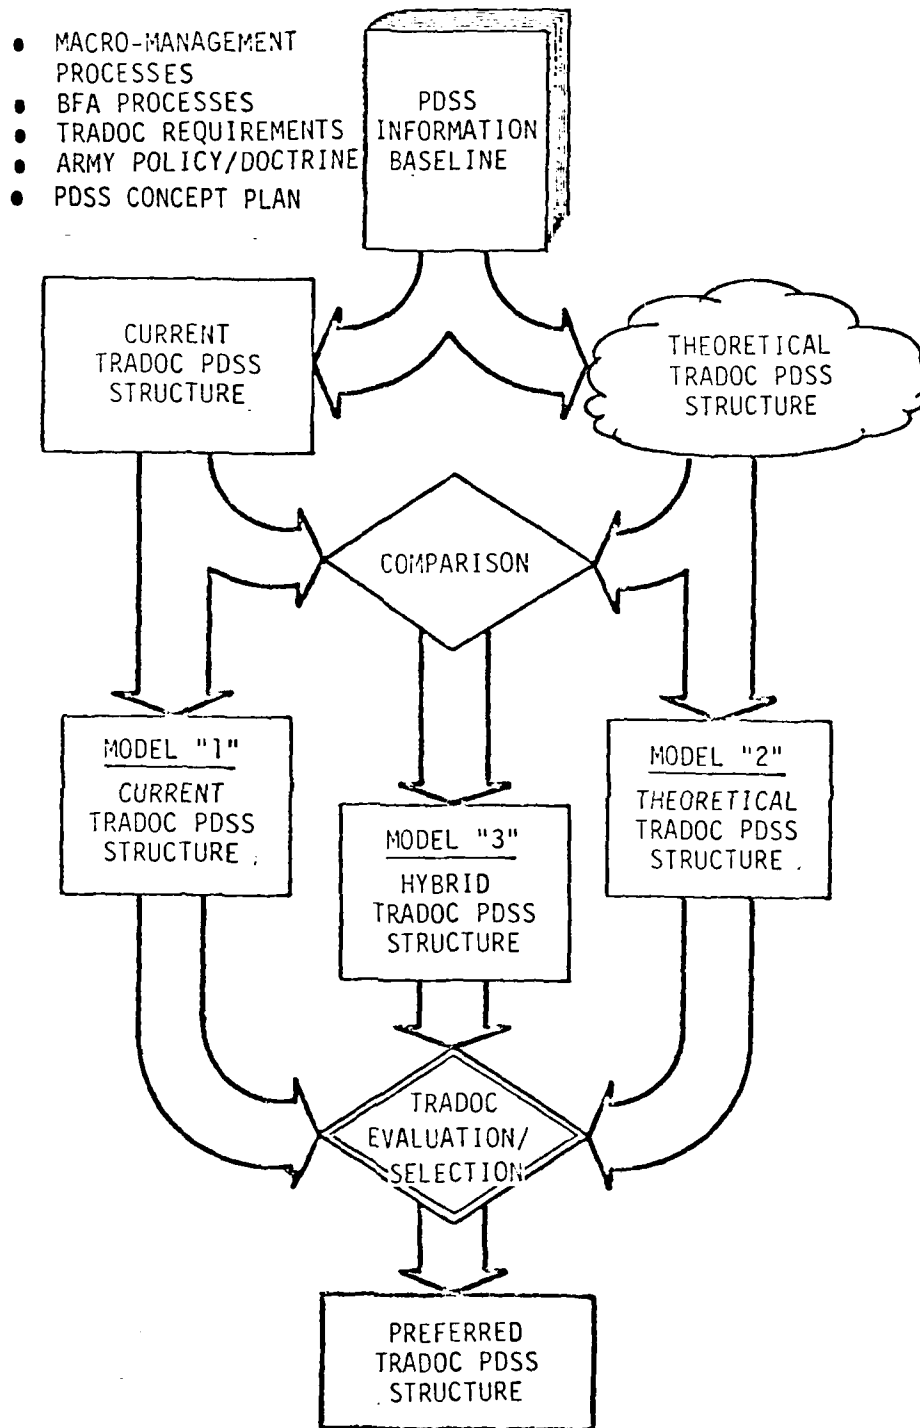 • MACRO-MANAGEMENT
PROCESSES
• BFA PROCESSES
• TRADOC REQUIREMENTS
• ARMY POLICY/DOCTRINE
• PDSS CONCEPT PLAN
PDSS
INFORMATION
BASELINE
CURRENT
TRADOC PDSS
STRUCTURE
THEORETICAL
TRADOC PDSS
STRUCTURE
COMPARISON
MODEL "1"
CURRENT
TRADOC PDSS
STRUCTURE
MODEL "3"
HYBRID
TRADOC PDSS
STRUCTURE
MODEL "2"
THEORETICAL
TRADOC PDSS
STRUCTURE
TRADOC
EVALUATION/
SELECTION
PREFERRED
TRADOC PDSS
STRUCTURE